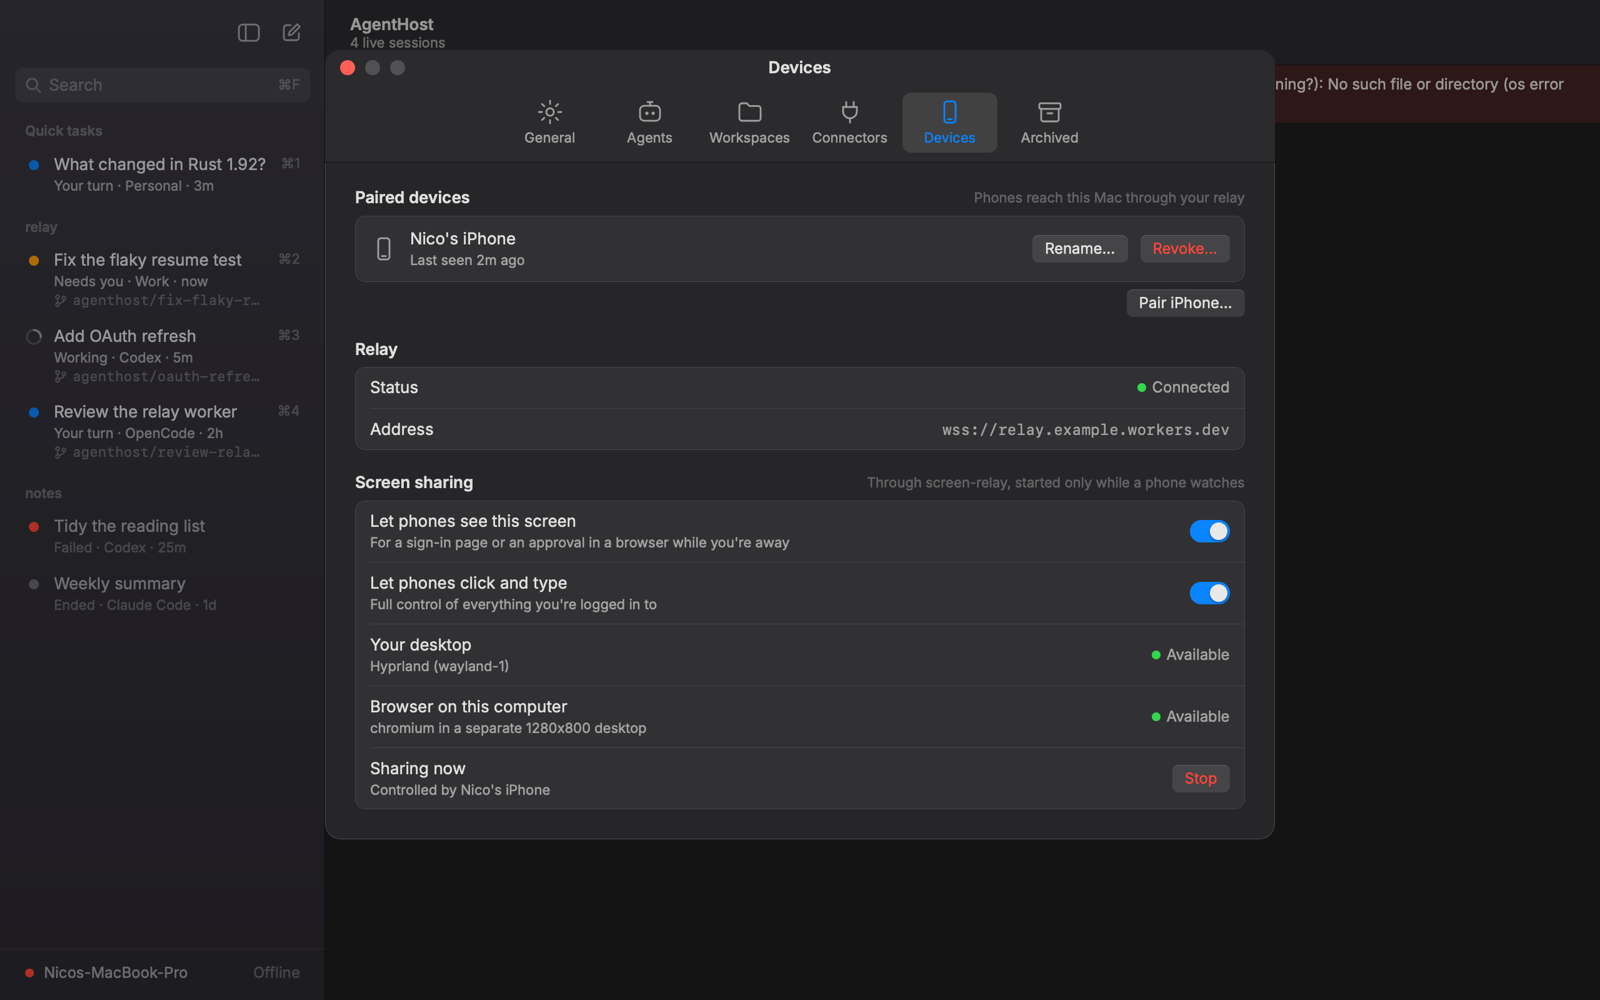 AgentHost
4 live sessions
Search ⌘F
Quick tasks
What changed in Rust 1.92? ⌘1
Your turn · Personal · 3m
relay
Fix the flaky resume test ⌘2
Needs you · Work · now
agenthost/fix-flaky-r…
Add OAuth refresh ⌘3
Working · Codex · 5m
agenthost/oauth-refre…
Review the relay worker ⌘4
Your turn · OpenCode · 2h
agenthost/review-rela…
notes
Tidy the reading list
Failed · Codex · 25m
Weekly summary
Ended · Claude Code · 1d
Nicos-MacBook-Pro Offline
ning?): No such file or directory (os error
Devices
General Agents Workspaces Connectors Devices Archived
Paired devices Phones reach this Mac through your relay
Nico's iPhone
Last seen 2m ago
Rename... Revoke...
Pair iPhone...
Relay
Status Connected
Address wss://relay.example.workers.dev
Screen sharing Through screen-relay, started only while a phone watches
Let phones see this screen
For a sign-in page or an approval in a browser while you're away
Let phones click and type
Full control of everything you're logged in to
Your desktop
Hyprland (wayland-1)
Available
Browser on this computer
chromium in a separate 1280x800 desktop
Available
Sharing now
Controlled by Nico's iPhone
Stop